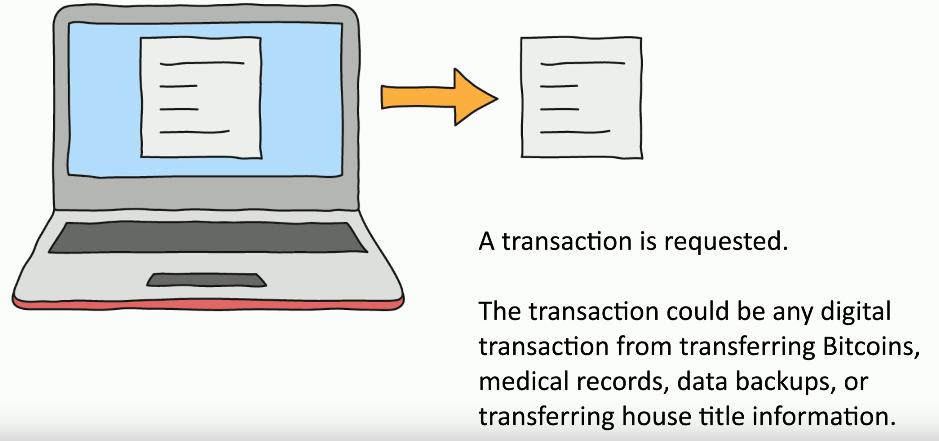 A transaction is requested.
The transaction could be any digital
transaction from transferring Bitcoins,
medical records, data backups, or
transferring house title information.